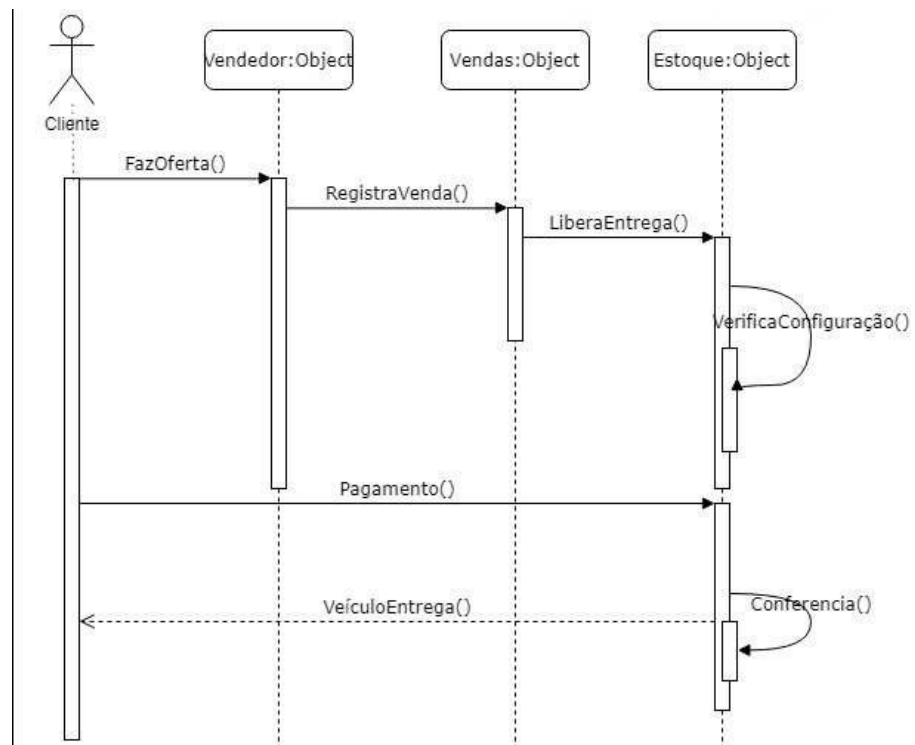 Vendedor:Object
Vendas:Object
Estoque:Object
Cliente
FazOferta()
RegistraVenda()
LiberaEntrega()
VerificaConfiguração()
Pagamento()
VeículoEntrega()
Conferencia()